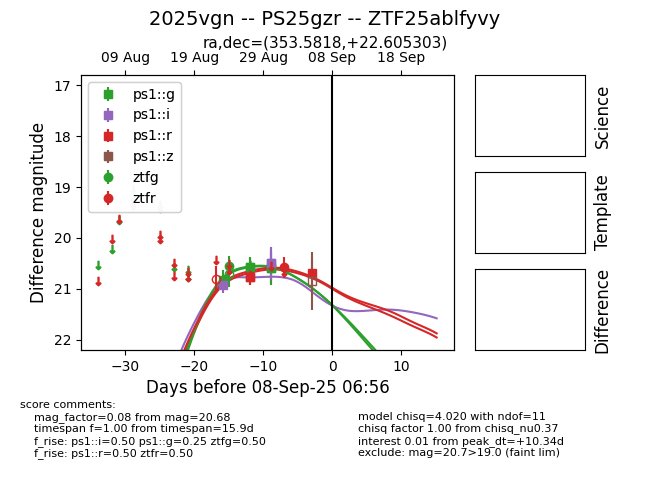 2025vgn -- PS25gzr -- ZTF25ablfyvy
ra,dec=(353.5818,+22.605303)
09 Aug 19 Aug 29 Aug 08 Sep 18 Sep
17
18
19
20
21
22
Difference magnitude
ps1::g
ps1::i
ps1::r
ps1::z
ztfg
ztfr
−30 −20 −10 0 10
Days before 08-Sep-25 06:56
Science
Template
Difference
score comments:
mag_factor=0.08 from mag=20.68
timespan f=1.00 from timespan=15.9d
f_rise: ps1::i=0.50 ps1::g=0.25 ztfg=0.50
f_rise: ps1::r=0.50 ztfr=0.50
model chisq=4.020 with ndof=11
chisq factor 1.00 from chisq_nu0.37
interest 0.01 from peak_dt=+10.34d
exclude: mag=20.7>19.0 (faint lim)